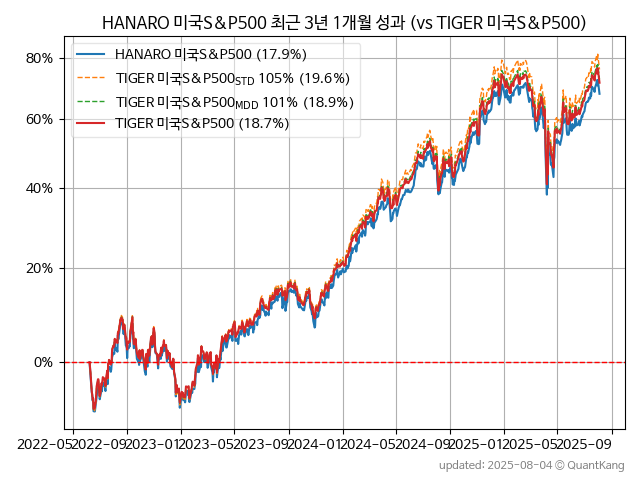 HANARO 미국S&P500 최근 3년 1개월 성과 (vs TIGER 미국S&P500)
80%
60%
40%
20%
0%
HANARO 미국S&P500 (17.9%)
TIGER 미국S&P500STD 105% (19.6%)
TIGER 미국S&P500MDD 101% (18.9%)
TIGER 미국S&P500 (18.7%)
2022-05 2022-09 2023-01 2023-05 2023-09 2024-01 2024-05 2024-09 2025-01 2025-05 2025-09
updated: 2025-08-04 © QuantKang